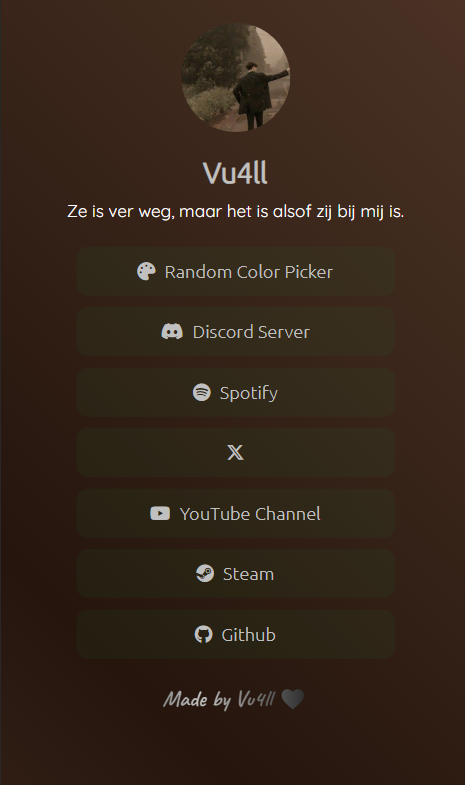 Vu4ll
Ze is ver weg, maar het is alsof zij bij mij is.
Random Color Picker
Discord Server
Spotify
X
YouTube Channel
Steam
Github
Made by Vu4ll 🖤